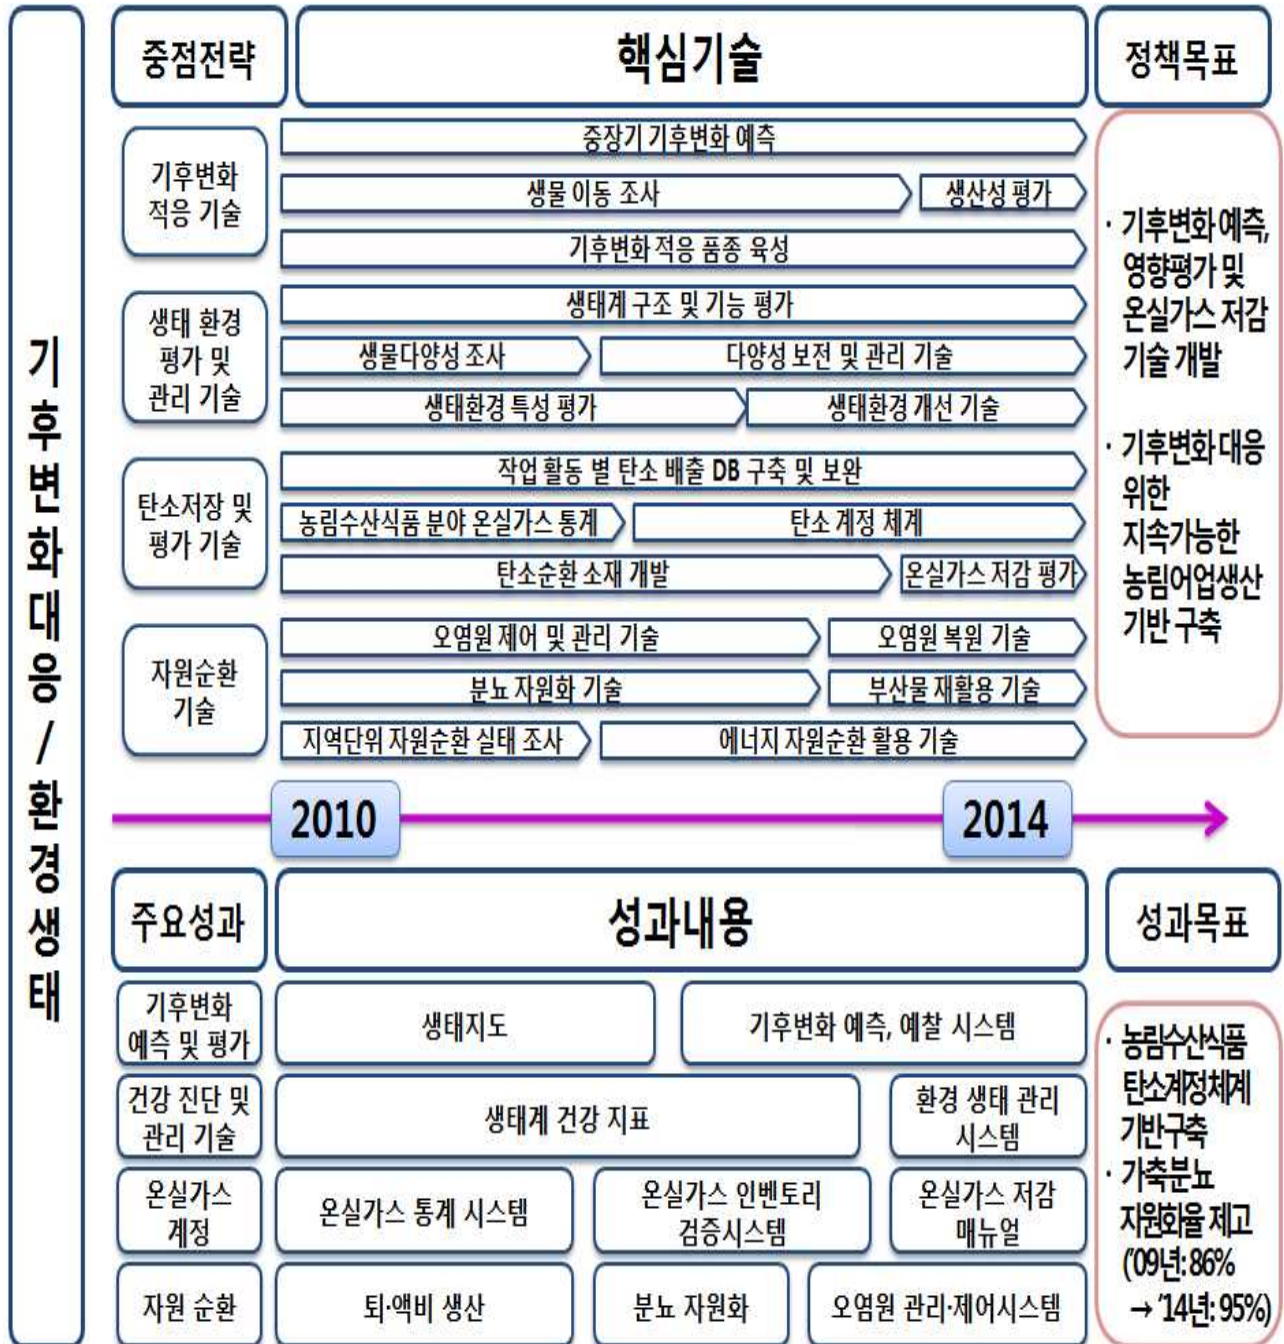 기후변화대응/환경생태
중점전략
핵심기술
정책목표
기후변화
적응 기술
중장기 기후변화 예측
생물 이동 조사
생산성 평가
기후변화 적응 품종 육성
생태 환경
평가 및
관리 기술
생태계 구조 및 기능 평가
생물다양성 조사
다양성 보전 및 관리 기술
생태환경 특성 평가
생태환경 개선 기술
탄소저장 및
평가 기술
작업 활동 별 탄소 배출 DB 구축 및 보완
농림수산식품 분야 온실가스 통계
탄소 계정 체계
탄소순환 소재 개발
온실가스 저감 평가
자원순환
기술
오염원 제어 및 관리 기술
오염원 복원 기술
분뇨 자원화 기술
부산물 재활용 기술
지역단위 자원순환 실태 조사
에너지 자원순환 활용 기술
· 기후변화 예측,
영향평가 및
온실가스 저감
기술 개발
· 기후변화 대응
위한
지속가능한
농림어업생산
기반 구축
2010
2014
주요성과
성과내용
성과목표
기후변화
예측 및 평가
생태지도
기후변화 예측, 예찰 시스템
건강 진단 및
관리 기술
생태계 건강 지표
환경 생태 관리
시스템
온실가스
계정
온실가스 통계 시스템
온실가스 인벤토리
검증시스템
온실가스 저감
매뉴얼
자원 순환
퇴·액비 생산
분뇨 자원화
오염원 관리·제어시스템
· 농림수산식품
탄소계정체계
기반구축
· 가축분뇨
자원화율 제고
('09년: 86%
→ '14년: 95%)